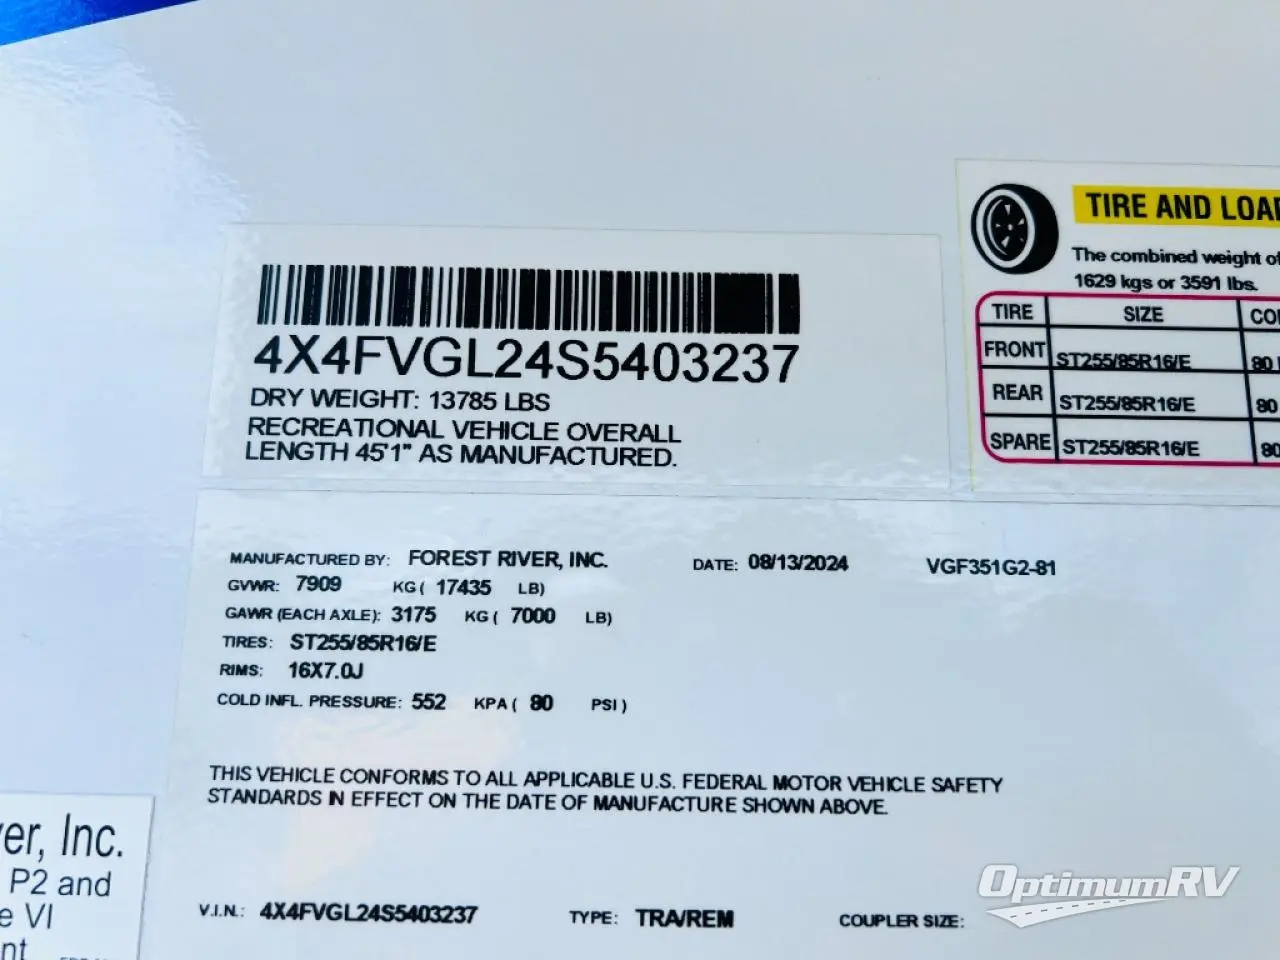 TIRE AND LOA
The combined weight of
1629 kgs or 3591 lbs.
TIRE SIZE CO
FRONT ST255/85R16/E 80
REAR ST255/85R16/E 80
SPARE ST255/85R16/E 80
4X4FVGL24S5403237
DRY WEIGHT: 13785 LBS
RECREATIONAL VEHICLE OVERALL
LENGTH 45'1" AS MANUFACTURED.
MANUFACTURED BY: FOREST RIVER, INC. DATE: 08/13/2024 VGF351G2-81
GVWR: 7909 KG ( 17435 LB)
GAWR (EACH AXLE): 3175 KG ( 7000 LB)
TIRES: ST255/85R16/E
RIMS: 16X7.0J
COLD INFL. PRESSURE: 552 KPA ( 80 PSI )
THIS VEHICLE CONFORMS TO ALL APPLICABLE U.S. FEDERAL MOTOR VEHICLE SAFETY
STANDARDS IN EFFECT ON THE DATE OF MANUFACTURE SHOWN ABOVE.
V.I.N.: 4X4FVGL24S5403237 TYPE: TRA/REM COUPLER SIZE:
er, Inc.
P2 and
e VI
nt
OptimumRV